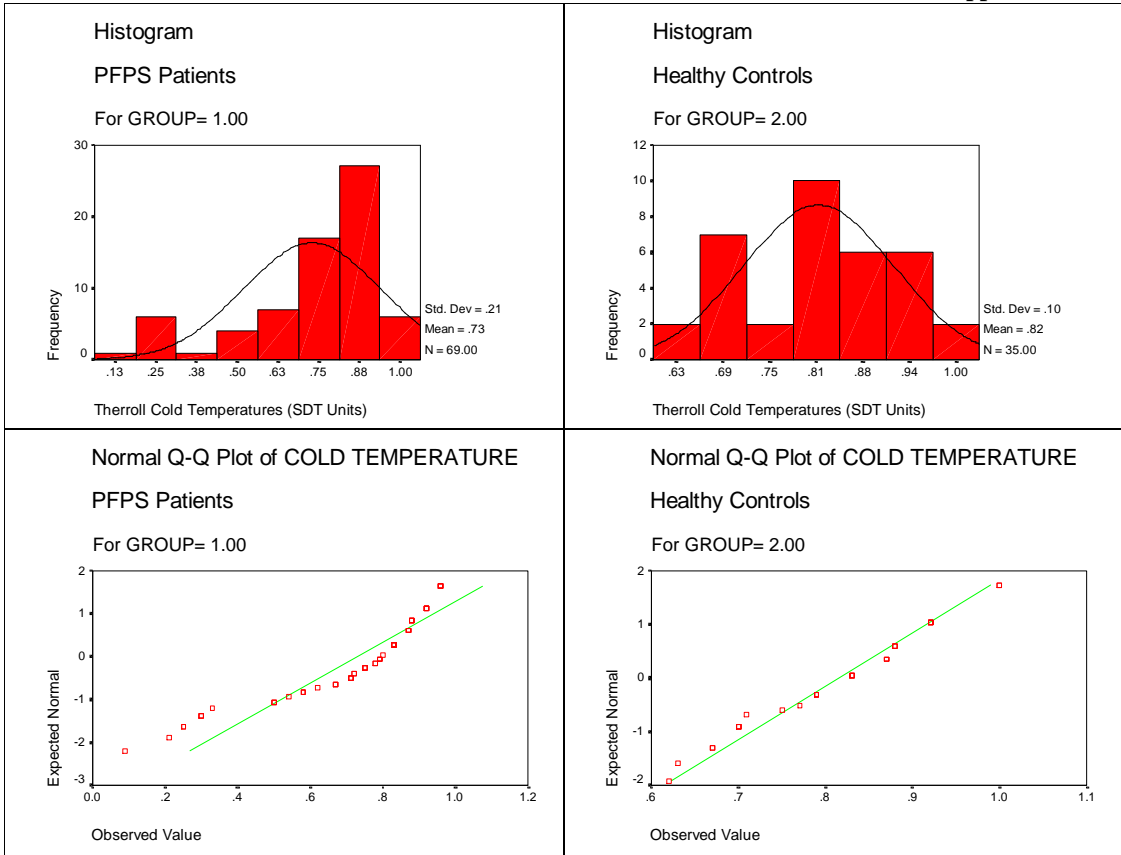 Histogram
PFPS Patients
For GROUP= 1.00
30
20
10
0
Frequency
.13 .25 .38 .50 .63 .75 .88 1.00
Std. Dev = .21
Mean = .73
N = 69.00
Therroll Cold Temperatures (SDT Units)
Histogram
Healthy Controls
For GROUP= 2.00
12
10
8
6
4
2
0
Frequency
.63 .69 .75 .81 .88 .94 1.00
Std. Dev = .10
Mean = .82
N = 35.00
Therroll Cold Temperatures (SDT Units)
Normal Q-Q Plot of COLD TEMPERATURE
PFPS Patients
For GROUP= 1.00
2
1
0
-1
-2
-3
Expected Normal
0.0 .2 .4 .6 .8 1.0 1.2
Observed Value
Normal Q-Q Plot of COLD TEMPERATURE
Healthy Controls
For GROUP= 2.00
2
1
0
-1
-2
Expected Normal
.6 .7 .8 .9 1.0 1.1
Observed Value